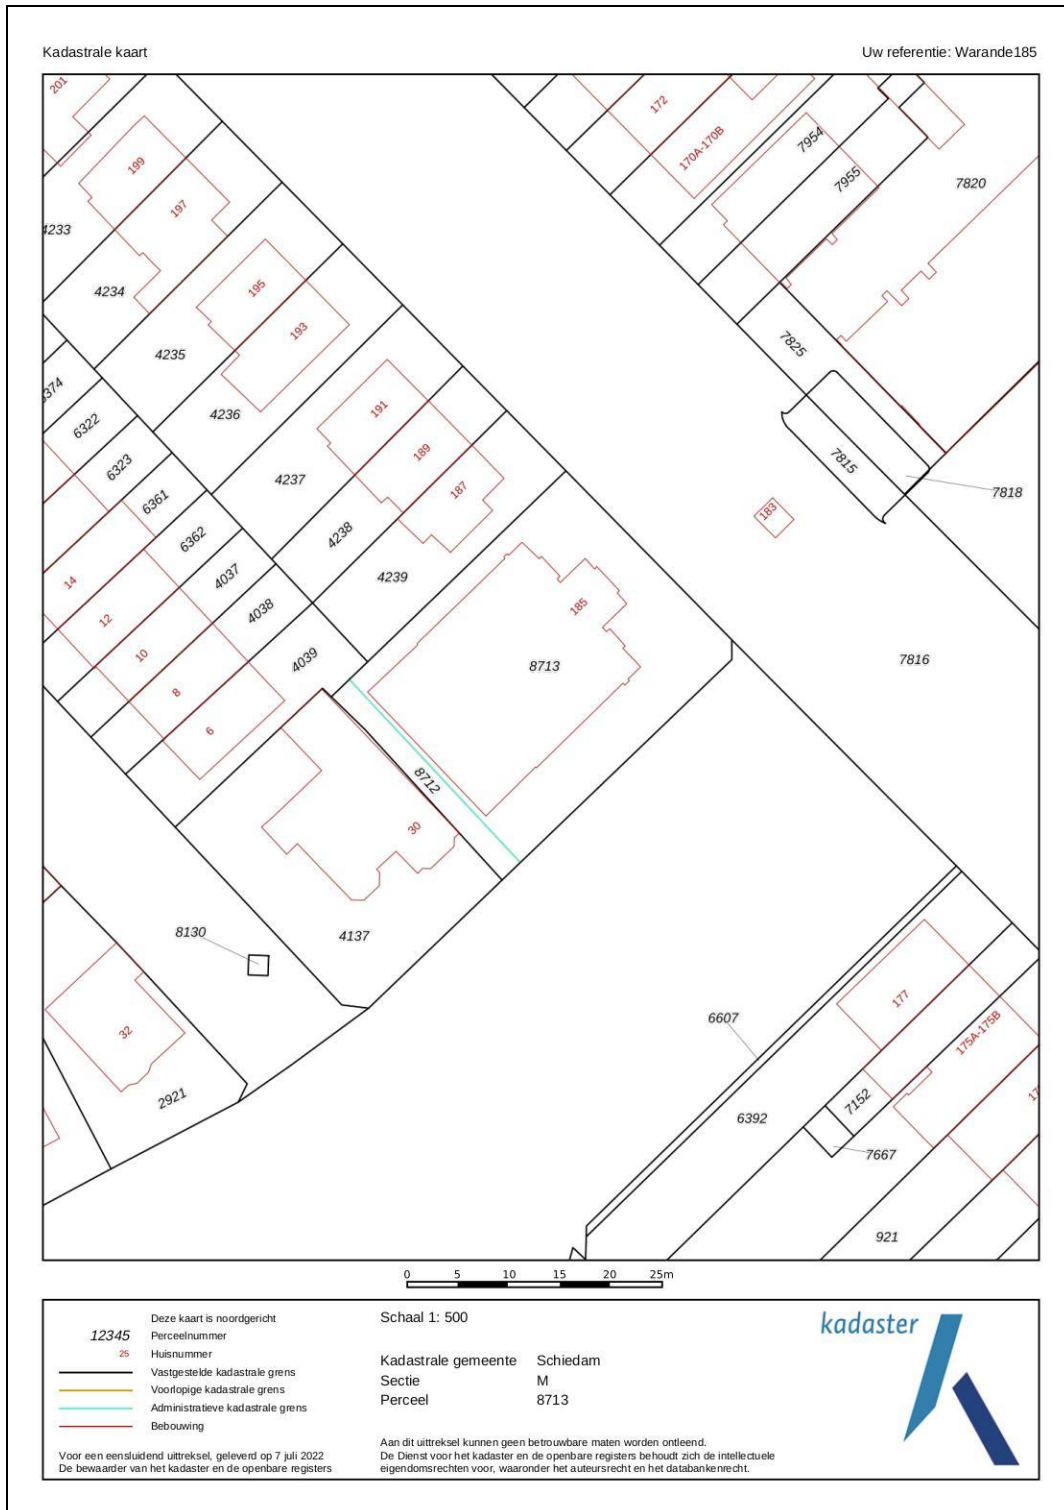 Kadastrale kaart
Uw referentie: Warande185
201
199
197
4233
4234
195
193
4235
4236
172
170A-170B
7954
7955
7820
7825
7815
7818
183
7816
6322
6323
6361
6362
4037
4038
4039
191
189
187
4237
4238
4239
185
8713
14
12
10
8
6
8712
30
4137
8130
32
2921
6607
6392
177
175A-175B
7152
7667
921
0 5 10 15 20 25m
Deze kaart is noordgericht
12345 Perceelnummer
25 Huisnummer
Vastgestelde kadastrale grens
Voorlopige kadastrale grens
Administratieve kadastrale grens
Bebouwing
Voor een eensluidend uittreksel, geleverd op 7 juli 2022
De bewaarder van het kadaster en de openbare registers
Schaal 1: 500
Kadastrale gemeente Schiedam
Sectie M
Perceel 8713
Aan dit uittreksel kunnen geen betrouwbare maten worden ontleend.
De Dienst voor het kadaster en de openbare registers behoudt zich de intellectuele
eigendomsrechten voor, waaronder het auteursrecht en het databankenrecht.
kadaster